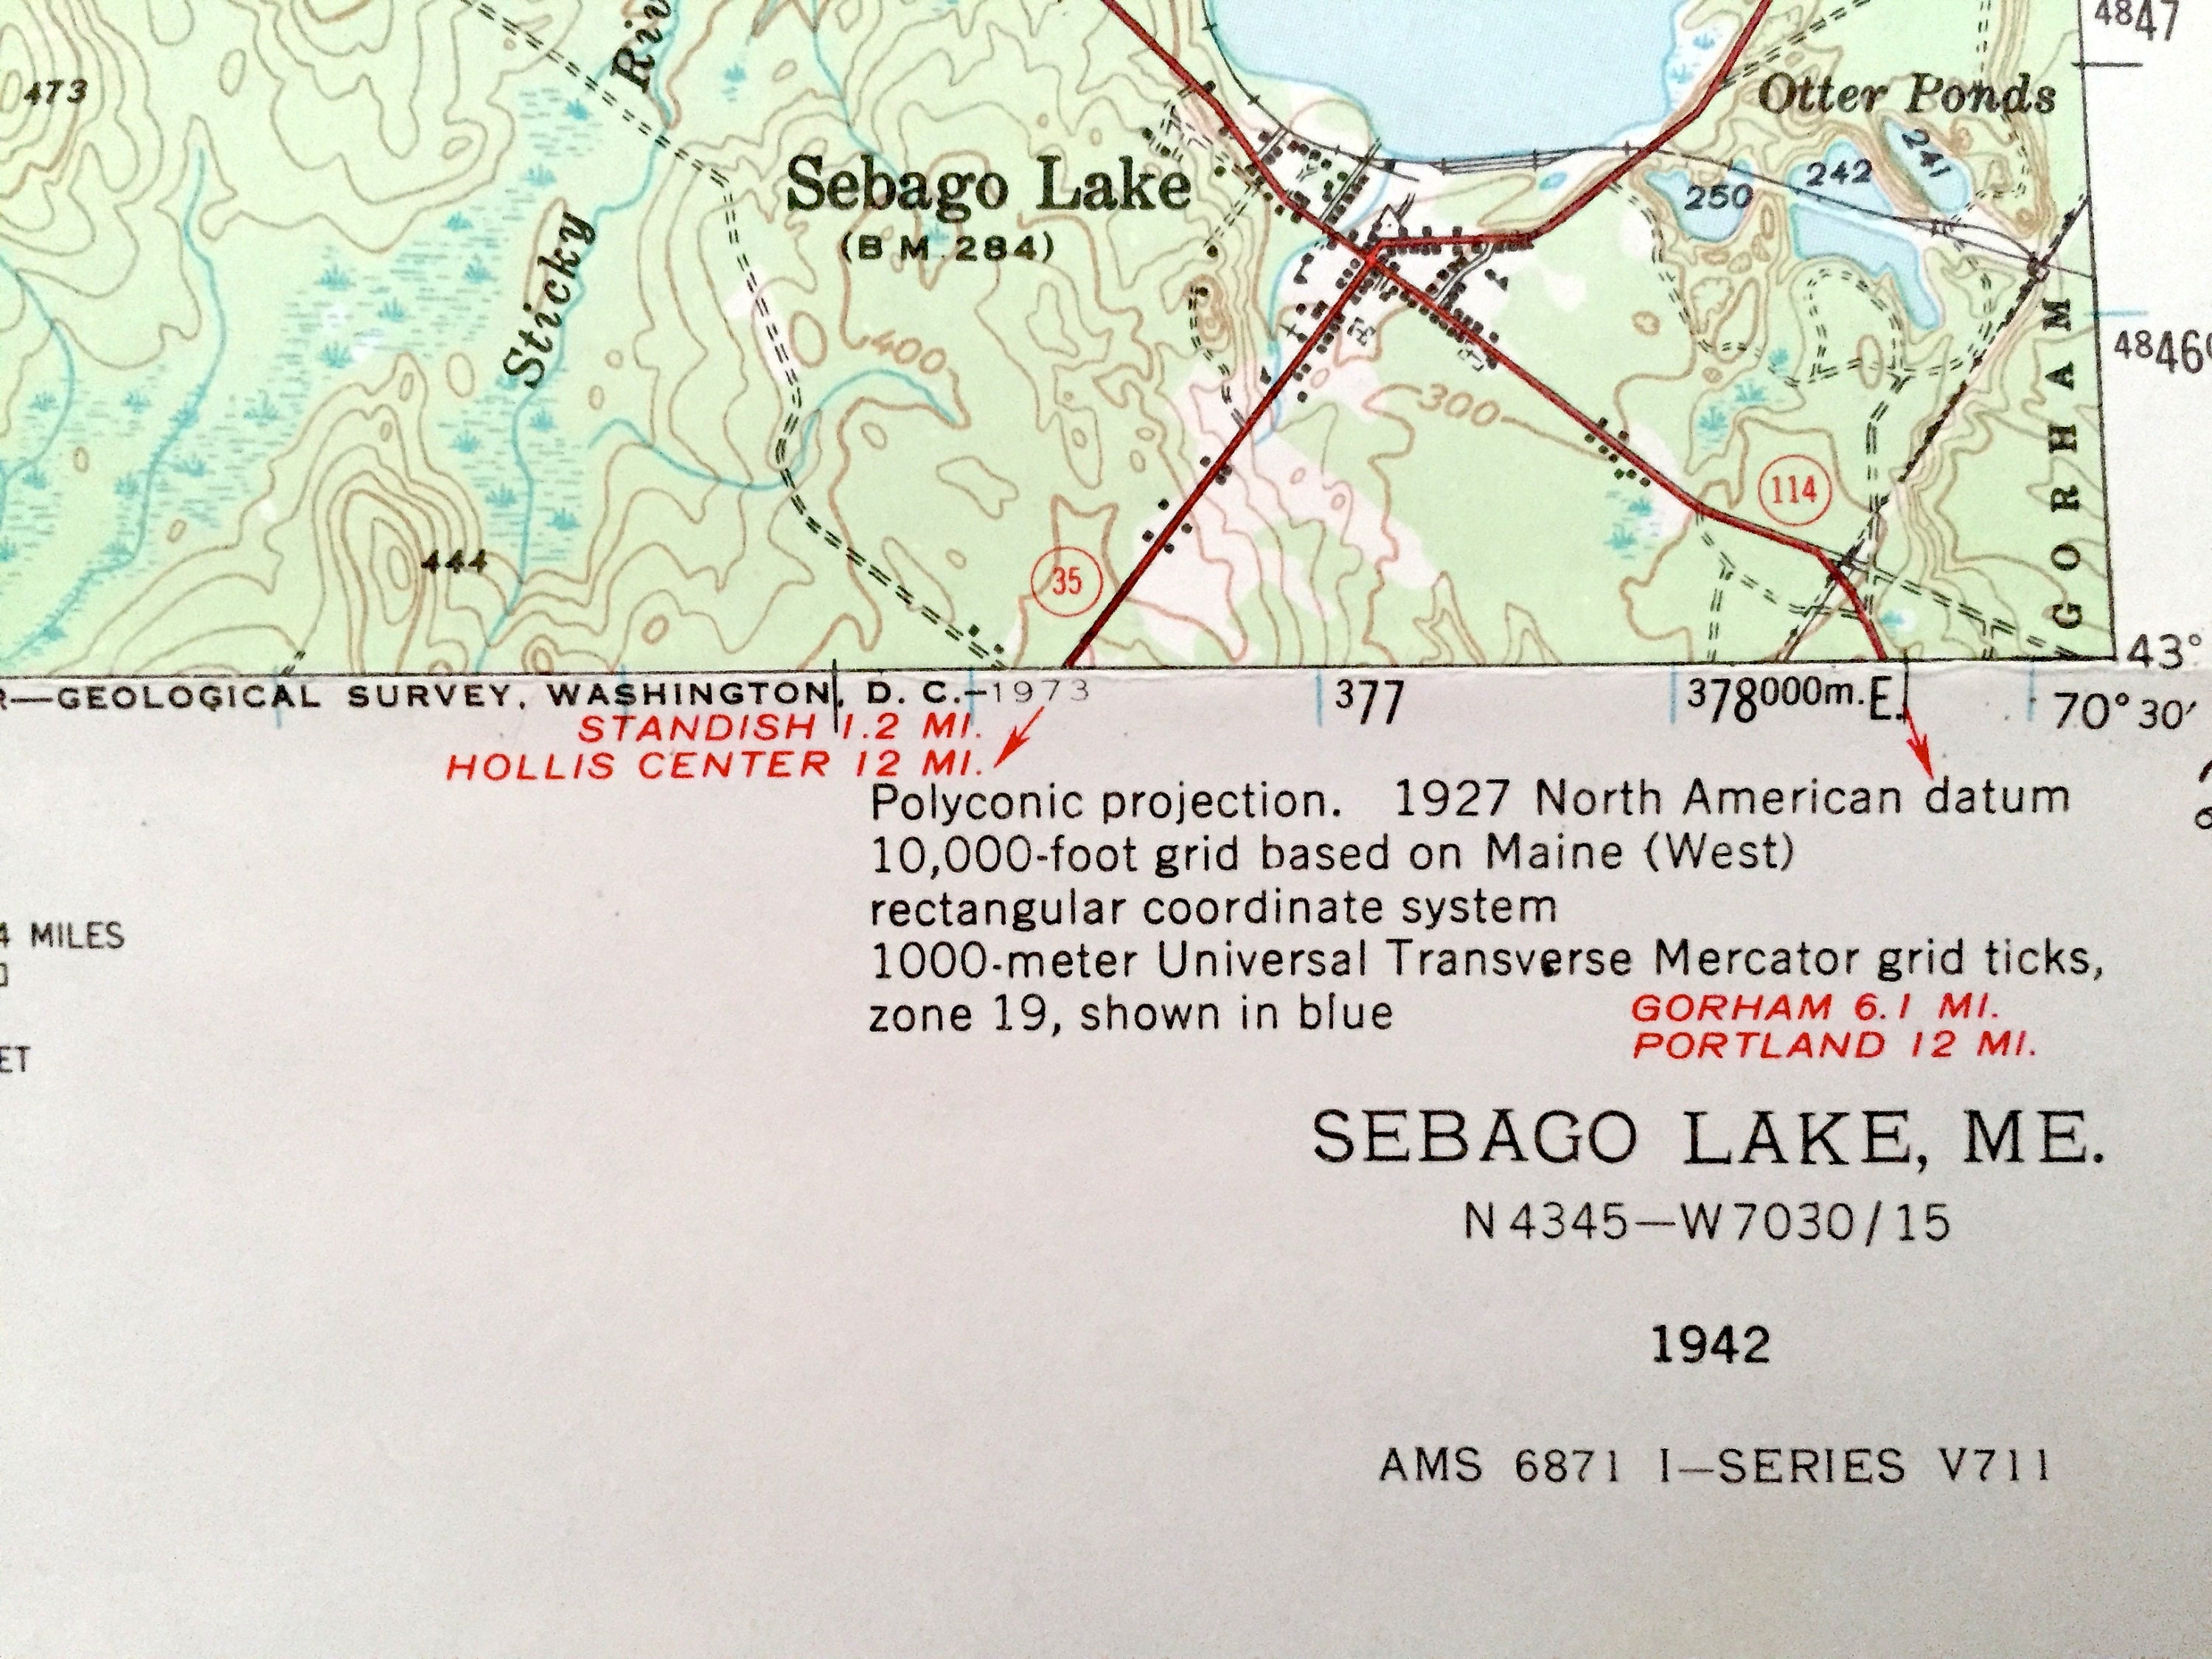 4847
473
Otter Ponds
241
242
250
Sebago Lake
(B M 284)
Sticky
4846
400
300
114
35
444
GORHAM
43°
—GEOLOGICAL SURVEY, WASHINGTON, D. C.—1973
377
378000m. E.
70°30′
STANDISH 1.2 MI.
HOLLIS CENTER 12 MI.
Polyconic projection. 1927 North American datum
10,000-foot grid based on Maine (West)
rectangular coordinate system
4 MILES
1000-meter Universal Transverse Mercator grid ticks,
zone 19, shown in blue
GORHAM 6.1 MI.
PORTLAND 12 MI.
SEBAGO LAKE, ME.
N 4345—W 7030/15
1942
AMS 6871 I—SERIES V711